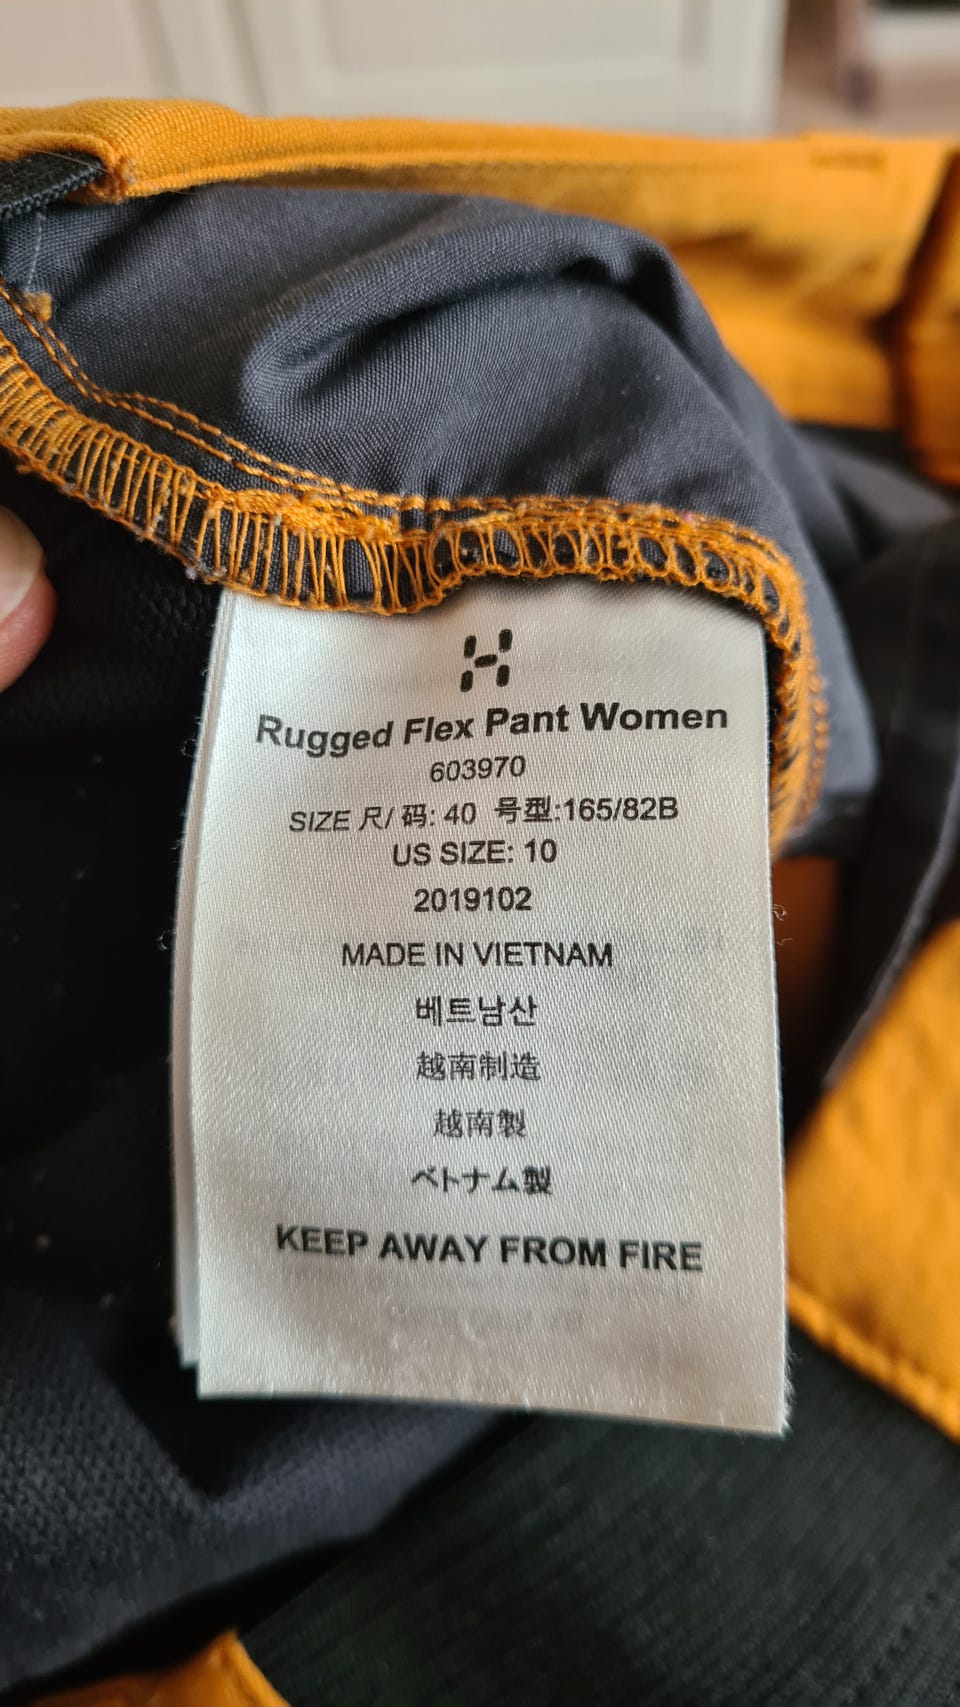 Rugged Flex Pant Women
603970
SIZE 尺/ 码: 40 号型:165/82B
US SIZE: 10
2019102
MADE IN VIETNAM
베트남산
越南制造
越南製
ベトナム製
KEEP AWAY FROM FIRE